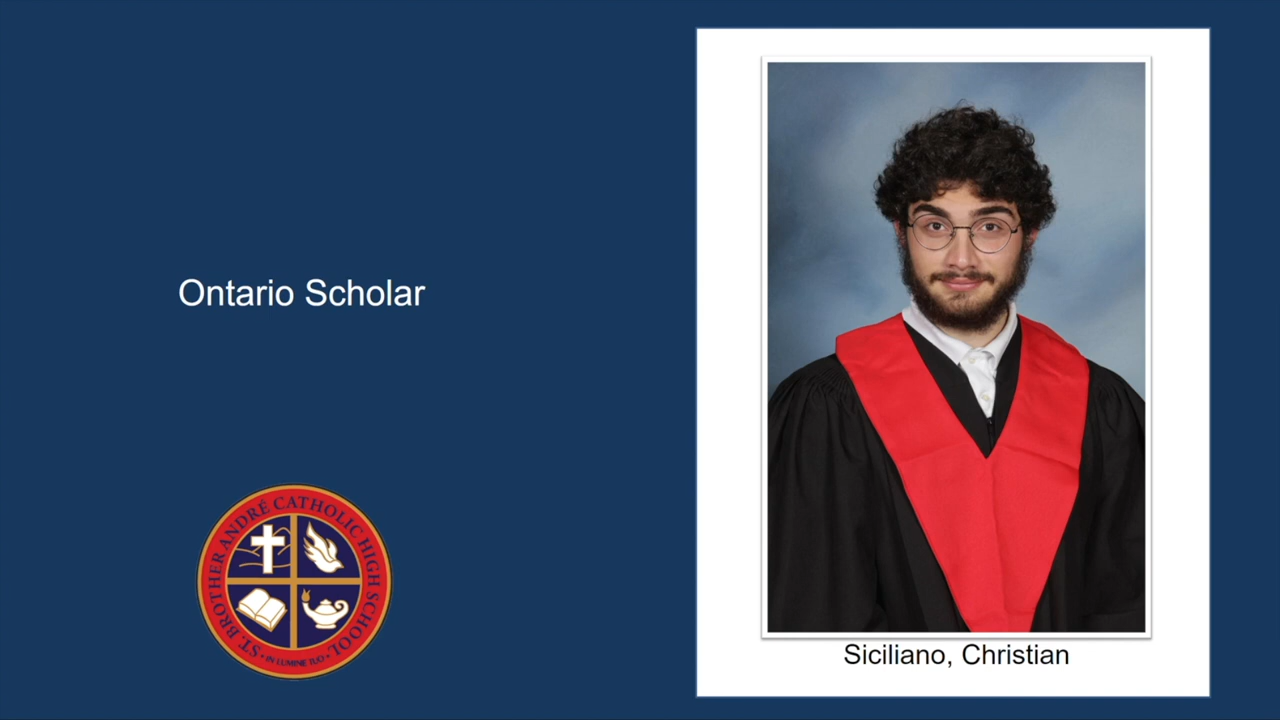 Ontario Scholar
ST. BROTHER ANDRÉ CATHOLIC HIGH SCHOOL
• IN LUMINE TUO •
Siciliano, Christian